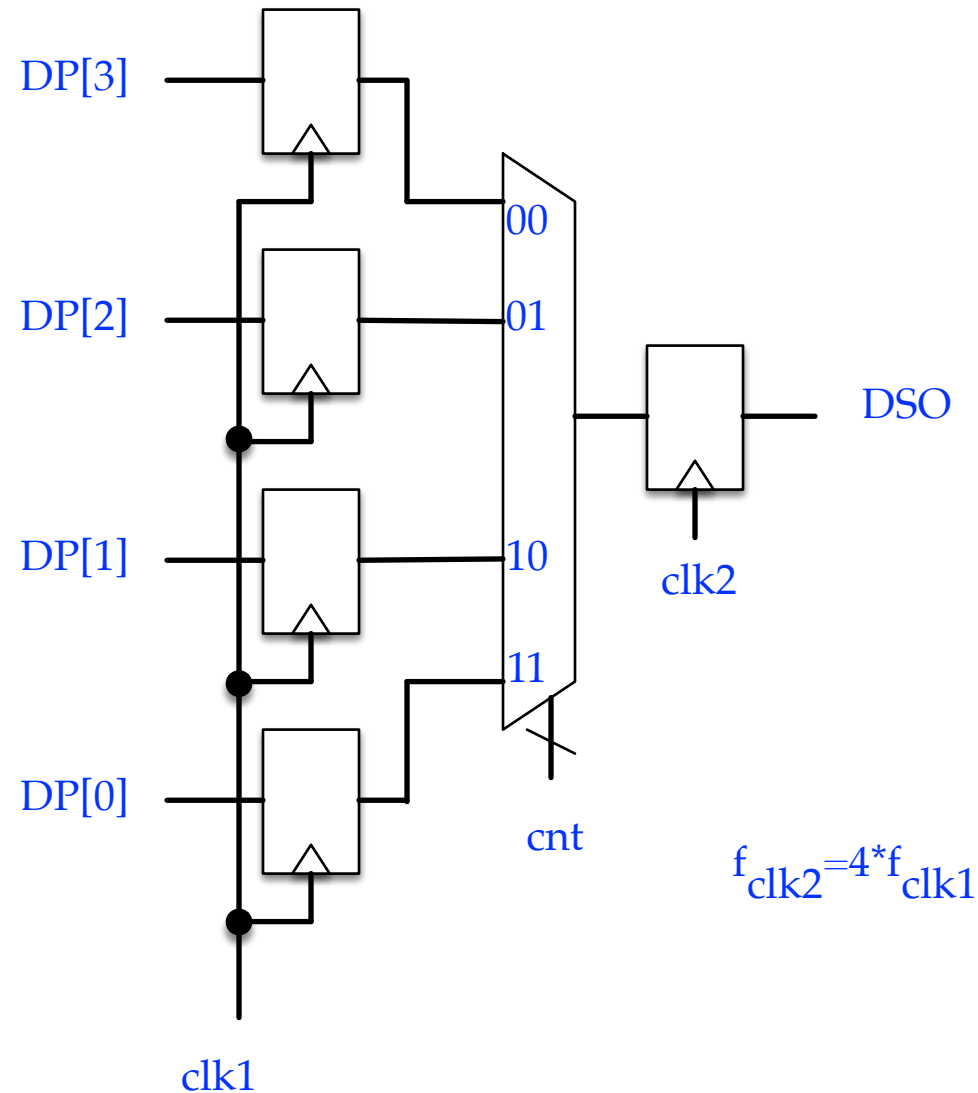 DP[3]
00
DP[2]
01
DSO
DP[1]
10
clk2
11
DP[0]
cnt
fclk2=4*fclk1
clk1